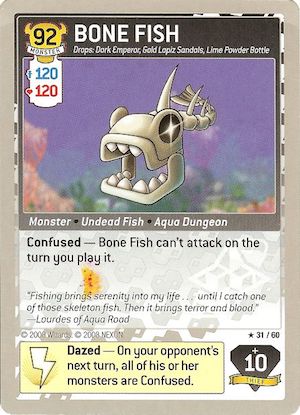 92
MONSTER
BONE FISH
Drops: Dark Emperor, Gold Lapiz Sandals, Lime Powder Bottle
120
120
Monster • Undead Fish • Aqua Dungeon
Confused — Bone Fish can't attack on the
turn you play it.
"Fishing brings serenity into my life . . . until I catch one
of those skeleton fish. Then it brings terror and blood."
—Lourdes of Aqua Road
© 2008 Wizards. © 2008 NEXON.
★ 31 / 60
Dazed — On your opponent's
next turn, all of his or her
monsters are Confused.
+
10
THIEF